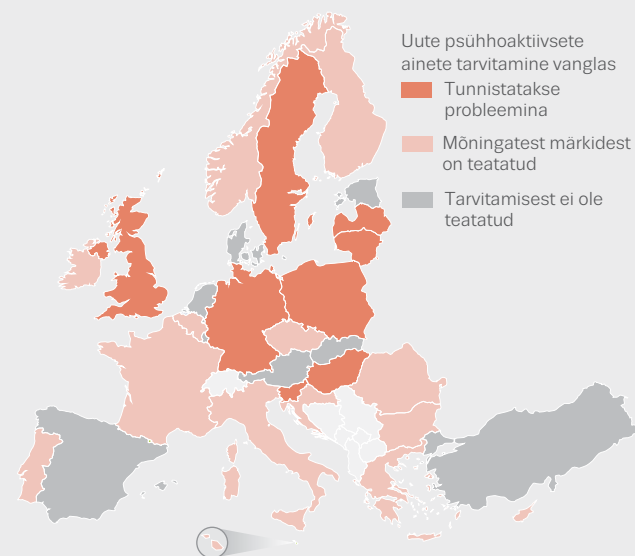 Uute psühhoaktiivsete
ainete tarvitamine vanglas
Tunnistatakse
probleemina
Mõningatest märkidest
on teatatud
Tarvitamisest ei ole
teatatud